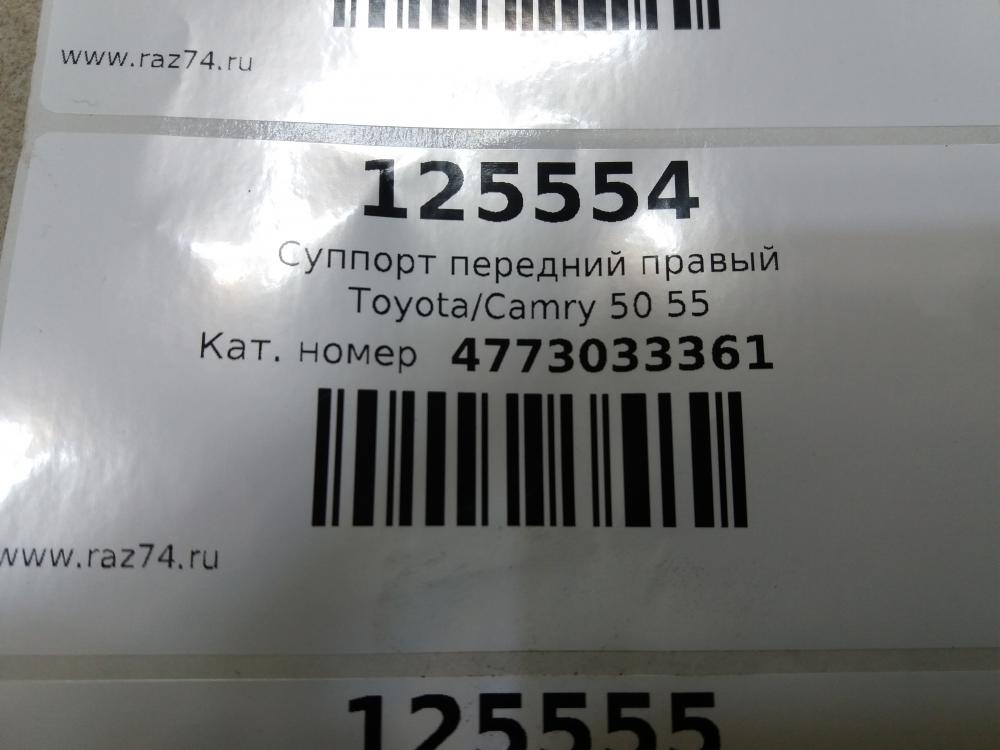 www.raz74.ru
125554
Суппорт передний правый
Toyota/Camry 50 55
Кат. номер 4773033361
www.raz74.ru
125555